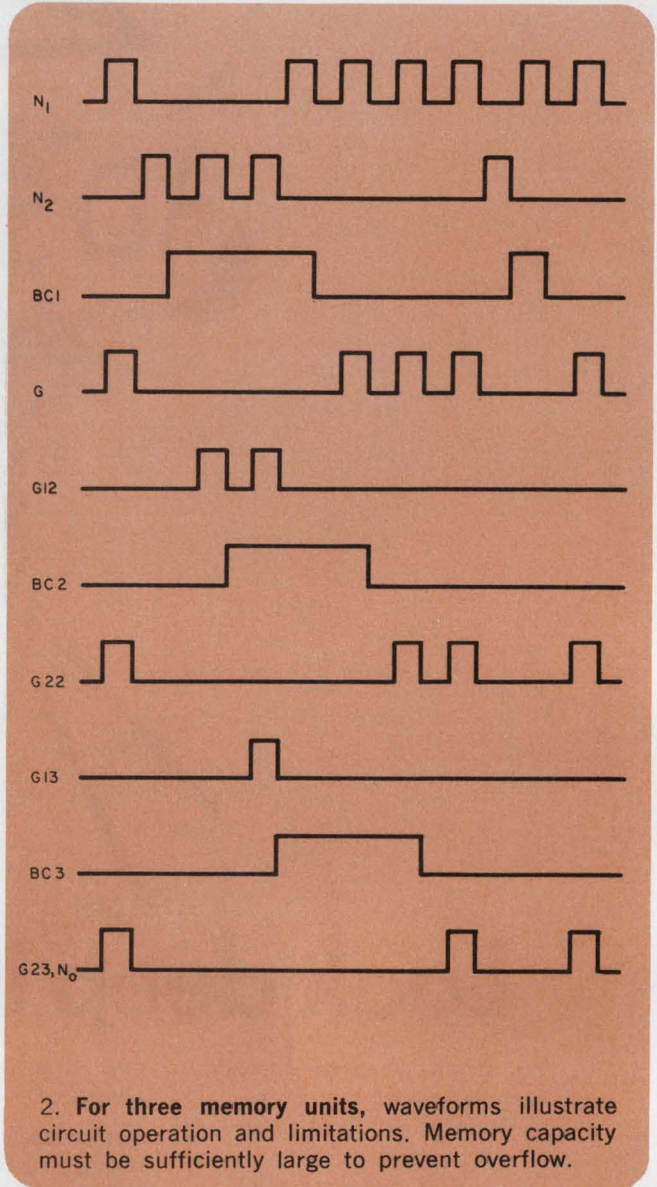 N₁
N₂
BC1
G
G12
BC2
G22
G13
BC3
G23,N₀
2. For three memory units, waveforms illustrate
circuit operation and limitations. Memory capacity
must be sufficiently large to prevent overflow.